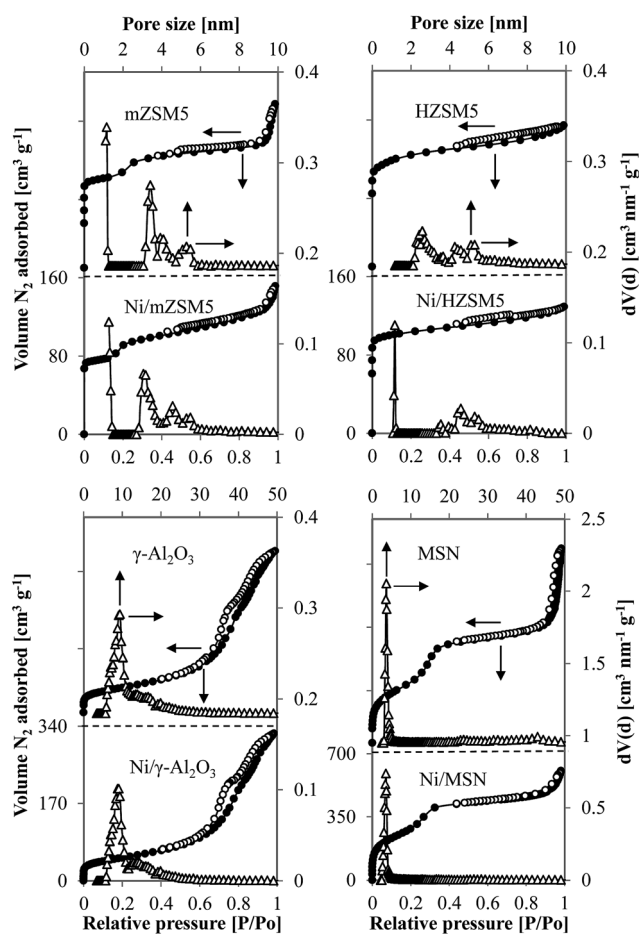 Pore size [nm]
Pore size [nm]
0 2 4 6 8 10
0 1 2 3 4 5 6 7 8 9 10
0.4
0.4
mZSM5
HZSM5
0.3
0.3
0.2
0.2
160
160
Ni/mZSM5
Ni/HZSM5
0.1
0.1
80
80
0
0
0
0
0.2 0.4 0.6 0.8 1
0 0.2 0.4 0.6 0.8 1
Volume N2 adsorbed [cm³ g⁻¹]
dV(d) [cm³ nm⁻¹ g⁻¹]
0 10 20 30 40 50
0 10 20 30 40 50
0.4
2.5
γ-Al2O3
MSN
2
0.3
1.5
0.2
1
340
700
Ni/γ-Al2O3
Ni/MSN
0.1
0.5
170
350
0
0
0
0
0 0.2 0.4 0.6 0.8 1
0 0.2 0.4 0.6 0.8 1
Volume N2 adsorbed [cm³ g⁻¹]
dV(d) [cm³ nm⁻¹ g⁻¹]
Relative pressure [P/Po]
Relative pressure [P/Po]